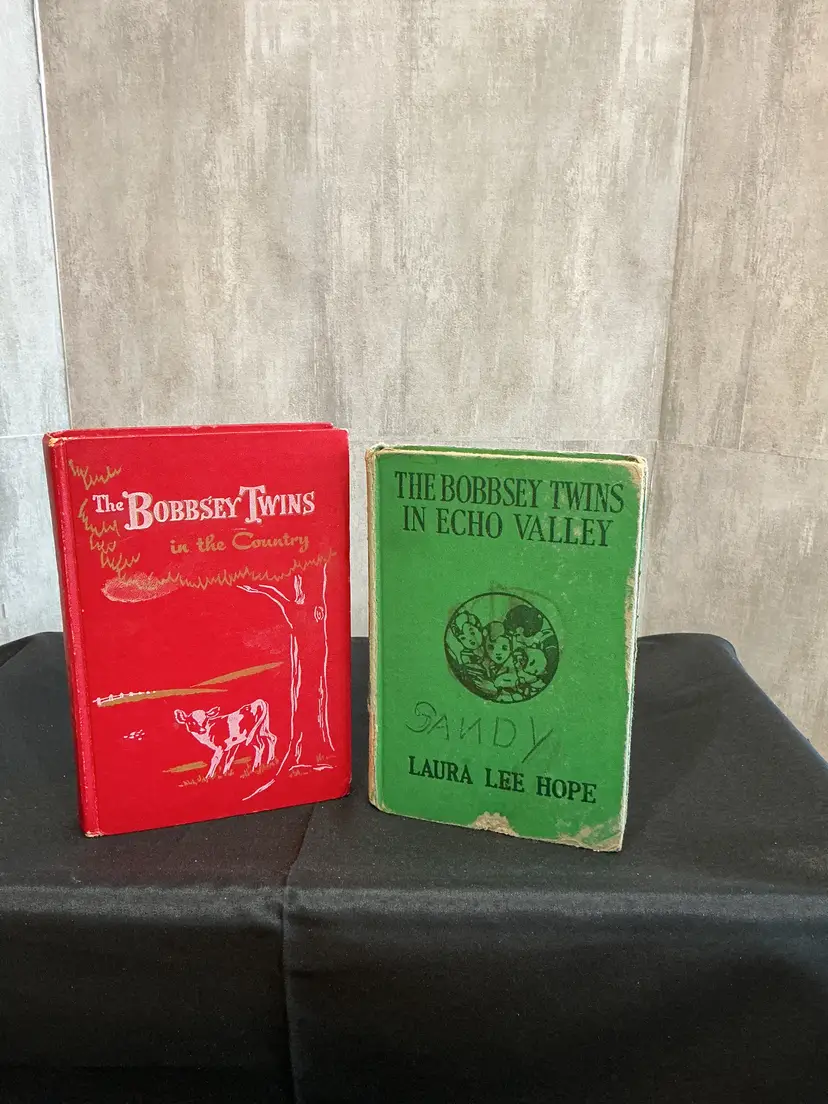 The BOBBSEY TWINS
in the Country
THE BOBBSEY TWINS
IN ECHO VALLEY
SANDY
LAURA LEE HOPE